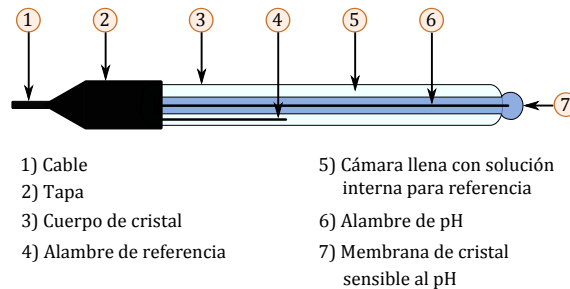 1 2 3 4 5 6
7
1) Cable
2) Tapa
3) Cuerpo de cristal
4) Alambre de referencia
5) Cámara llena con solución
interna para referencia
6) Alambre de pH
7) Membrana de cristal
sensible al pH